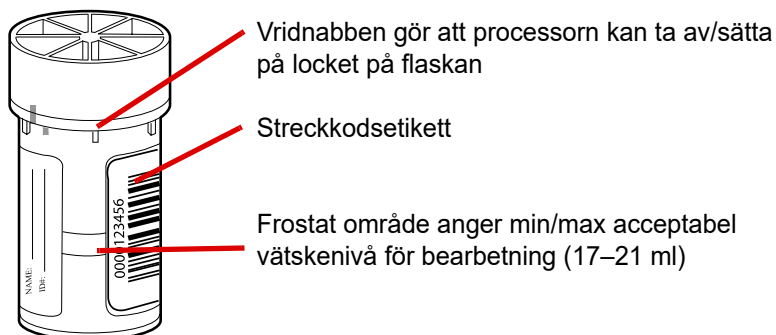 Vridnabben gör att processorn kan ta av/sätta
på locket på flaskan
Streckkodsetikett
Frostat område anger min/max acceptabel
vätskenivå för bearbetning (17–21 ml)
NAME:
ID#:
0000123456